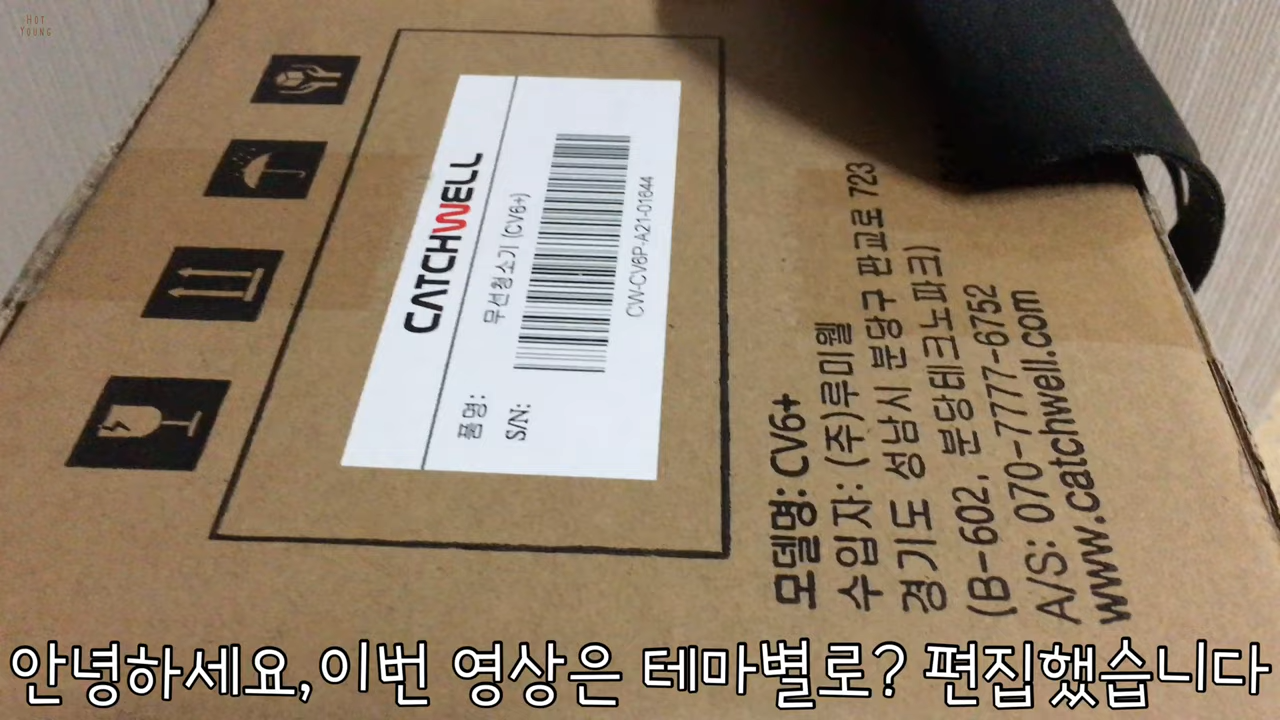 HOT
YOUNG
CATCHWELL
품명: 무선청소기 (CV6+)
S/N:
CW-CV6P-A21-01644
모델명: CV6+
수입자: (주)루미웰
경기도 성남시 분당구 판교로 723
(B-602, 분당테크노파크)
A/S: 070-7777-6752
www.catchwell.com
안녕하세요,이번 영상은 테마별로? 편집했습니다